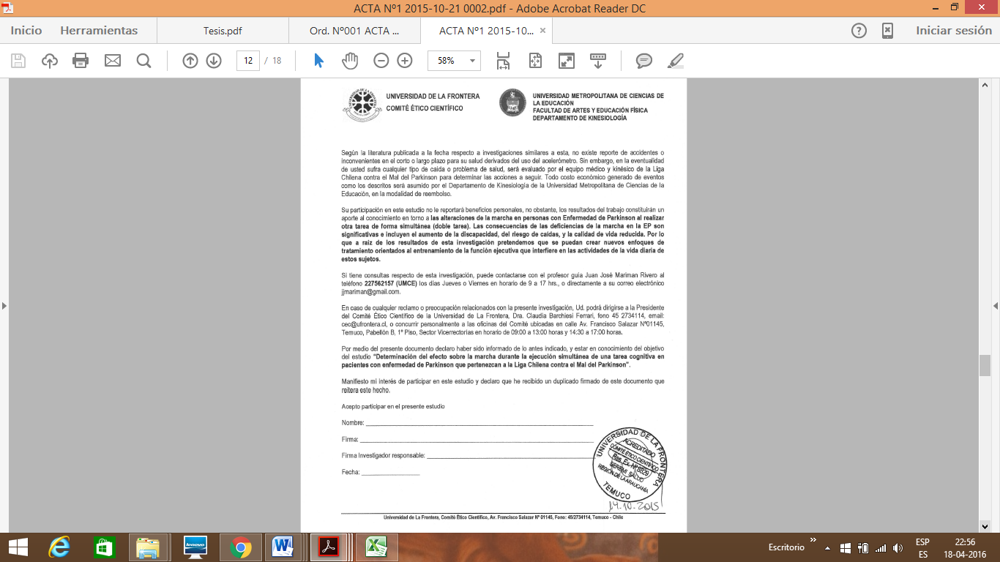 ACTA Nº1 2015-10-21 0002.pdf - Adobe Acrobat Reader DC
Inicio
Herramientas
Tesis.pdf
Ord. Nº001 ACTA ...
ACTA Nº1 2015-10... ×
Iniciar sesión
12 / 18
58%
UNIVERSIDAD DE LA FRONTERA
COMITÉ ÉTICO CIENTÍFICO
UNIVERSIDAD METROPOLITANA DE CIENCIAS DE
LA EDUCACIÓN
FACULTAD DE ARTES Y EDUCACIÓN FÍSICA
DEPARTAMENTO DE KINESIOLOGÍA
Según la literatura publicada a la fecha respecto a investigaciones similares a esta, no existe reporte de accidentes o
inconvenientes en el corto o largo plazo para su salud derivados del uso del acelerómetro. Sin embargo, en la eventualidad
de usted sufra cualquier tipo de caída o problema de salud, será evaluado por el equipo médico y kinésico de la Liga
Chilena contra el Mal del Parkinson para determinar las acciones a seguir. Todo costo económico generado de eventos
como los descritos será asumido por el Departamento de Kinesiología de la Universidad Metropolitana de Ciencias de la
Educación, en la modalidad de reembolso.
Su participación en este estudio no le reportará beneficios personales, no obstante, los resultados del trabajo constituirán un
aporte al conocimiento en torno a las alteraciones de la marcha en personas con Enfermedad de Parkinson al realizar
otra tarea de forma simultánea (doble tarea). Las consecuencias de las deficiencias de la marcha en la EP son
significativas e incluyen el aumento de la discapacidad, del riesgo de caídas, y la calidad de vida reducida. Por lo
que a raíz de los resultados de esta investigación pretendemos que se puedan crear nuevos enfoques de
tratamiento orientados al entrenamiento de la función ejecutiva que interfiere en las actividades de la vida diaria de
estos sujetos.
Si tiene consultas respecto de esta investigación, puede contactarse con el profesor guía Juan José Mariman Rivero al
teléfono 227562157 (UMCE) los días Jueves o Viernes en horario de 9 a 17 hrs., o directamente a su correo electrónico
jjmariman@gmail.com.
En caso de cualquier reclamo o preocupación relacionados con la presente investigación, Ud. podrá dirigirse a la Presidente
del Comité Ético Científico de la Universidad de La Frontera, Dra. Claudia Barchiesi Ferrari, fono 45 2734114, email:
cec@ufrontera.cl, o concurrir personalmente a las oficinas del Comité ubicadas en calle Av. Francisco Salazar Nº01145,
Temuco, Pabellón B, 1º Piso, Sector Vicerrectorías en horario de 09:00 a 13:00 horas y 14:30 a 17:00 horas.
Por medio del presente documento declaro haber sido informado de lo antes indicado, y estar en conocimiento del objetivo
del estudio "Determinación del efecto sobre la marcha durante la ejecución simultánea de una tarea cognitiva en
pacientes con enfermedad de Parkinson que pertenezcan a la Liga Chilena contra el Mal del Parkinson".
Manifiesto mi interés de participar en este estudio y declaro que he recibido un duplicado firmado de este documento que
reitera este hecho.
Acepto participar en el presente estudio
Nombre:
Firma:
Firma Investigador responsable:
Fecha:
UNIVERSIDAD DE LA FRONTERA
ACREDITADO
COMITÉ ÉTICO CIENTÍFICO
Res. Ex. Nº 8529
SEREMI SALUD
REGIÓN DE LA ARAUCANÍA
TEMUCO
14.10.2015
Universidad de La Frontera, Comité Ético Científico, Av. Francisco Salazar Nº 01145, Fono: 45/2734114, Temuco - Chile
lenovo
Escritorio
ESP
ES
22:56
18-04-2016